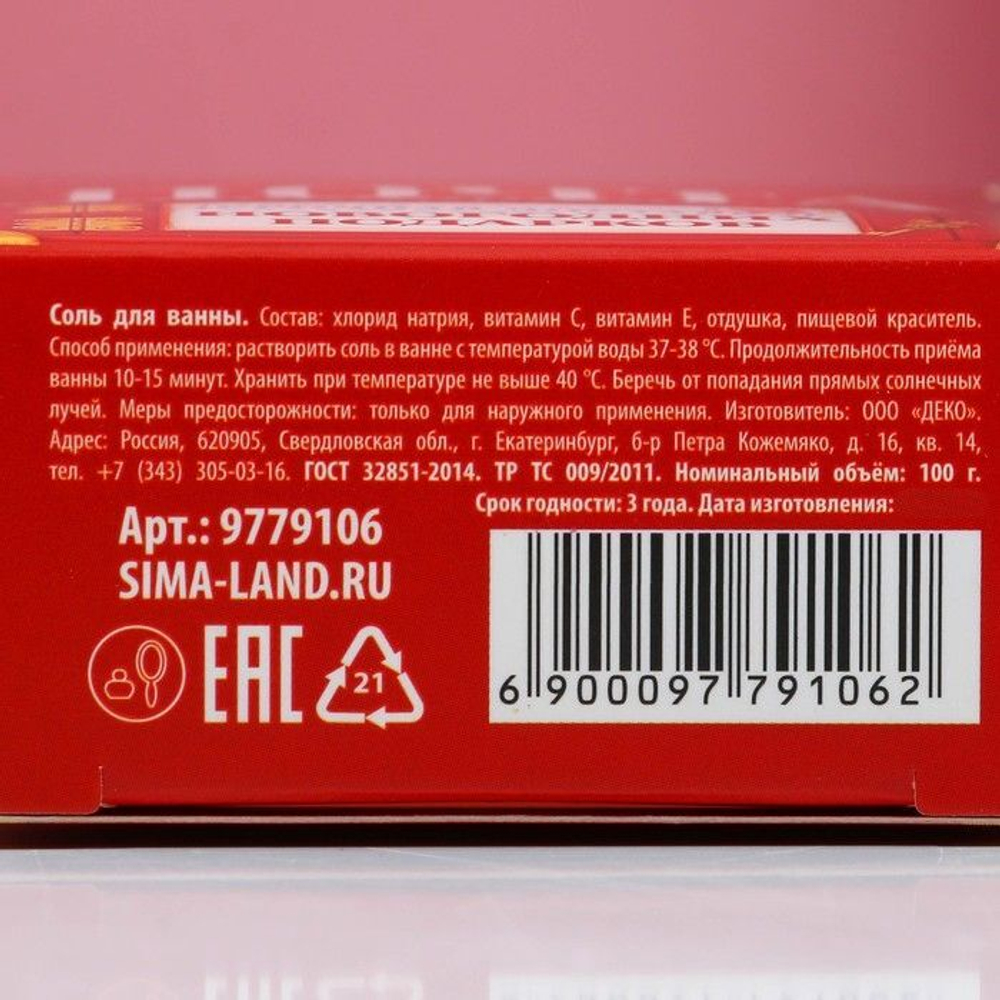 НОВОГОДНИХ
ПОДАРКОВ
Соль для ванны. Состав: хлорид натрия, витамин С, витамин Е, отдушка, пищевой краситель.
Способ применения: растворить соль в ванне с температурой воды 37-38 °С. Продолжительность приёма
ванны 10-15 минут. Хранить при температуре не выше 40 °С. Беречь от попадания прямых солнечных
лучей. Меры предосторожности: только для наружного применения. Изготовитель: ООО «ДЕКО».
Адрес: Россия, 620905, Свердловская обл., г. Екатеринбург, б-р Петра Кожемяко, д. 16, кв. 14,
тел. +7 (343) 305-03-16. ГОСТ 32851-2014. ТР ТС 009/2011. Номинальный объём: 100 г.
Срок годности: 3 года. Дата изготовления:
Арт.: 9779106
SIMA-LAND.RU
EAC
21
6 900097 791062